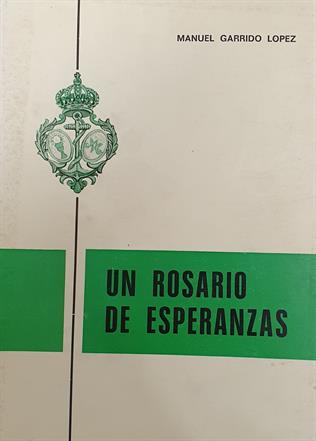 MANUEL GARRIDO LOPEZ
UN ROSARIO
DE ESPERANZAS